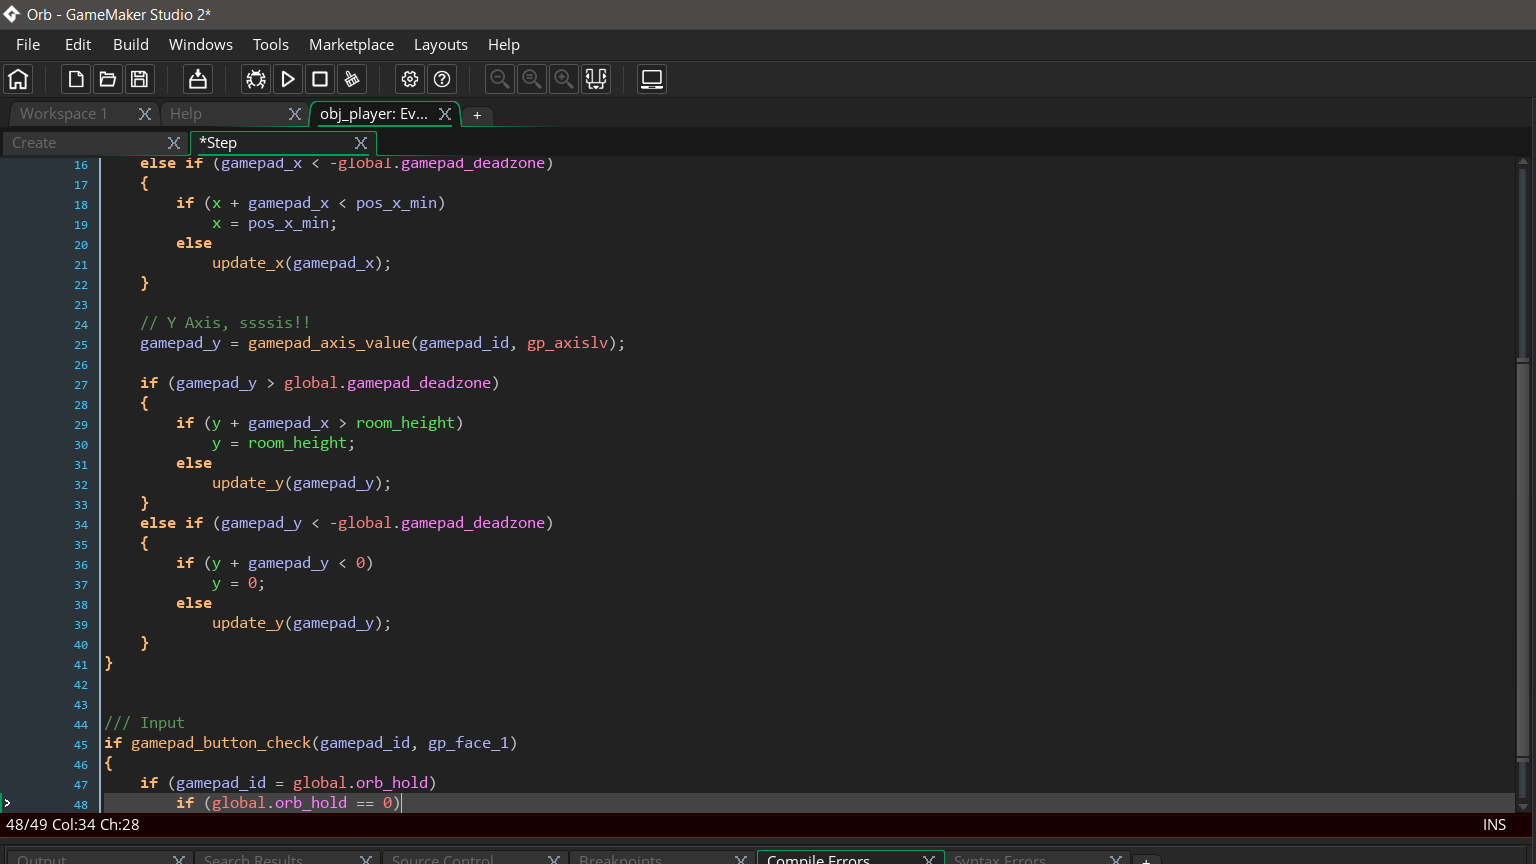 Orb - GameMaker Studio 2*
File Edit Build Windows Tools Marketplace Layouts Help
Workspace 1 X Help X obj_player: Ev... X +
Create X *Step X
16 else if (gamepad_x < -global.gamepad_deadzone)
17 {
18 if (x + gamepad_x < pos_x_min)
19 x = pos_x_min;
20 else
21 update_x(gamepad_x);
22 }
23
24 // Y Axis, ssssis!!
25 gamepad_y = gamepad_axis_value(gamepad_id, gp_axislv);
26
27 if (gamepad_y > global.gamepad_deadzone)
28 {
29 if (y + gamepad_x > room_height)
30 y = room_height;
31 else
32 update_y(gamepad_y);
33 }
34 else if (gamepad_y < -global.gamepad_deadzone)
35 {
36 if (y + gamepad_y < 0)
37 y = 0;
38 else
39 update_y(gamepad_y);
40 }
41 }
42
43
44 /// Input
45 if gamepad_button_check(gamepad_id, gp_face_1)
46 {
47 if (gamepad_id = global.orb_hold)
48 if (global.orb_hold == 0)
48/49 Col:34 Ch:28 INS
Output X Search Results X Source Control X Breakpoints X Compile Errors X Syntax Errors X +